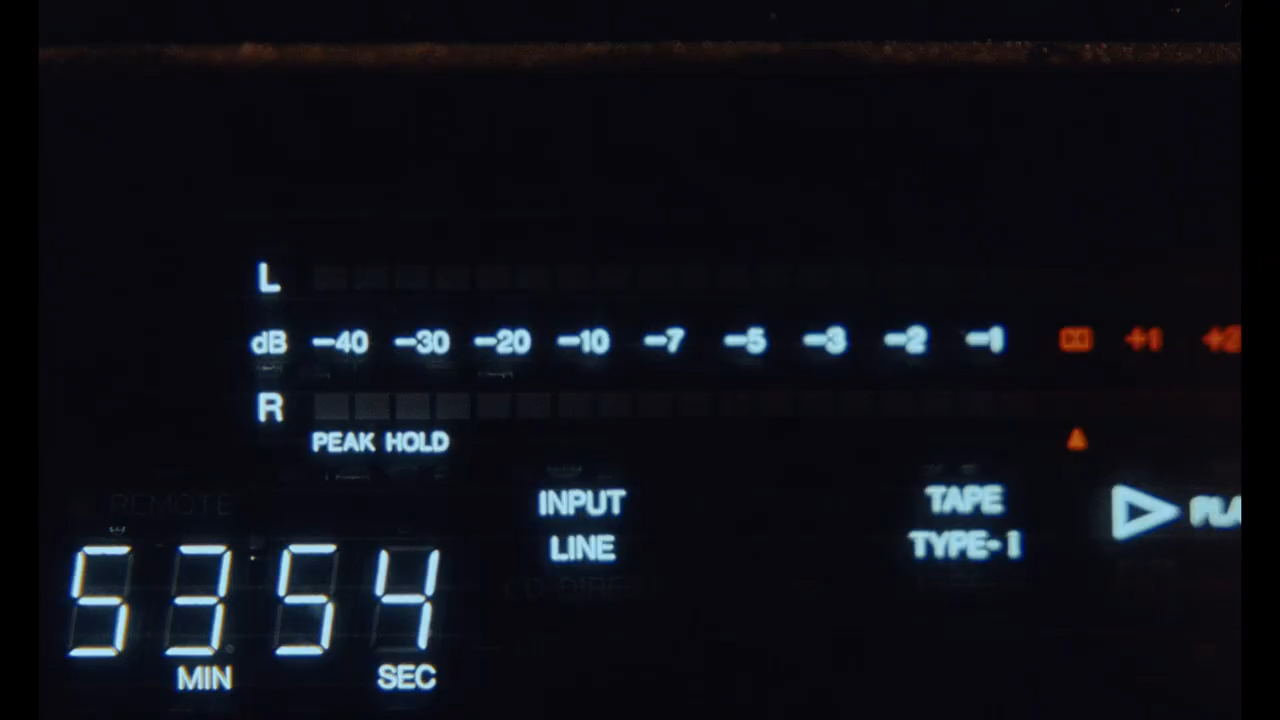 L
dB -40 -30 -20 -10 -7 -5 -3 -2 -1 +1 +2
R
PEAK HOLD
REMOTE
INPUT
LINE
TAPE
TYPE-I
53 54
MIN SEC